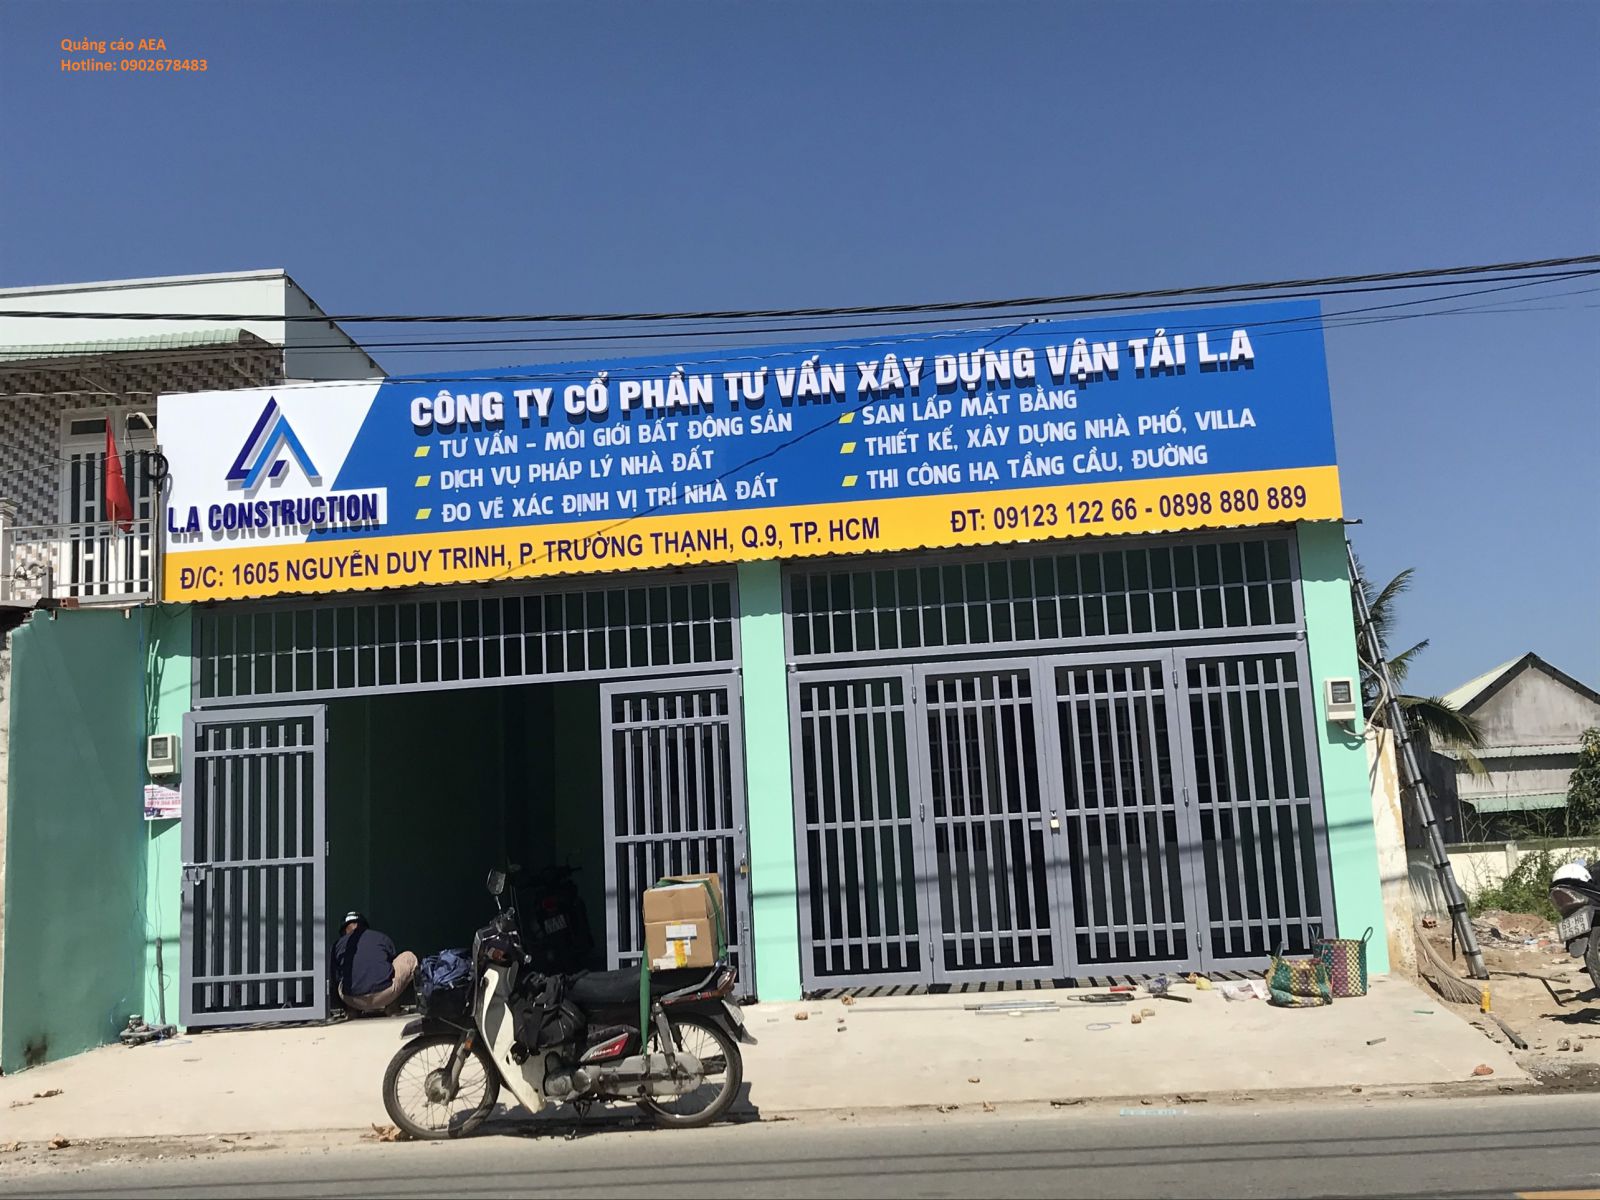 Quảng cáo AEA
Hotline: 0902678483
CÔNG TY CỔ PHẦN TƯ VẤN XÂY DỰNG VẬN TẢI L.A
TƯ VẤN - MÔI GIỚI BẤT ĐỘNG SẢN
DỊCH VỤ PHÁP LÝ NHÀ ĐẤT
ĐO VẼ XÁC ĐỊNH VỊ TRÍ NHÀ ĐẤT
SAN LẤP MẶT BẰNG
THIẾT KẾ, XÂY DỰNG NHÀ PHỐ, VILLA
THI CÔNG HẠ TẦNG CẦU, ĐƯỜNG
L.A CONSTRUCTION
Đ/C: 1605 NGUYỄN DUY TRINH, P. TRƯỜNG THẠNH, Q.9, TP. HCM
ĐT: 09123 122 66 - 0898 880 889